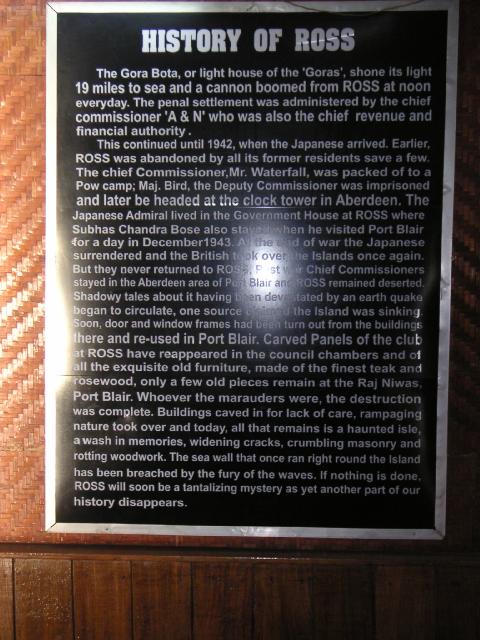 HISTORY OF ROSS
The Gora Bota, or light house of the 'Goras', shone its light
19 miles to sea and a cannon boomed from ROSS at noon
everyday. The penal settlement was administered by the chief
commissioner 'A & N' who was also the chief revenue and
financial authority .
This continued until 1942, when the Japanese arrived. Earlier,
ROSS was abandoned by all its former residents save a few.
The chief Commissioner,Mr. Waterfall, was packed of to a
Pow camp; Maj. Bird, the Deputy Commissioner was imprisoned
and later be headed at the clock tower in Aberdeen. The
Japanese Admiral lived in the Government House at ROSS where
Subhas Chandra Bose also stayed when he visited Port Blair
for a day in December1943. At the end of war the Japanese
surrendered and the British took over the Islands once again.
But they never returned to ROSS. Post war Chief Commissioners
stayed in the Aberdeen area of Port Blair and ROSS remained deserted.
Shadowy tales about it having been devastated by an earth quake
began to circulate, one source the Island was sinking.
Soon, door and window frames had been turn out from the buildings
there and re-used in Port Blair. Carved Panels of the club
at ROSS have reappeared in the council chambers and of
all the exquisite old furniture, made of the finest teak and
rosewood, only a few old pieces remain at the Raj Niwas,
Port Blair. Whoever the marauders were, the destruction
was complete. Buildings caved in for lack of care, rampaging
nature took over and today, all that remains is a haunted isle,
a wash in memories, widening cracks, crumbling masonry and
rotting woodwork. The sea wall that once ran right round the Island
has been breached by the fury of the waves. If nothing is done,
ROSS will soon be a tantalizing mystery as yet another part of our
history disappears.